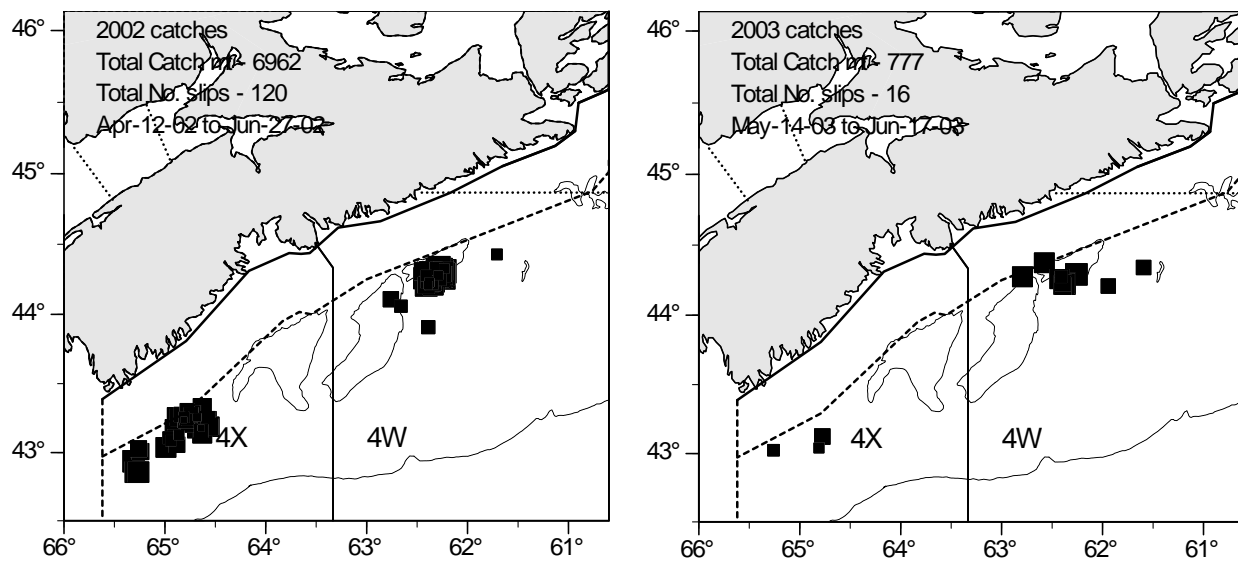 2002 catches
Total Catch mt - 6962
Total No. slips - 120
Apr-12-02 to Jun-27-02
46°
45°
44°
43°
4X
4W
66°
65°
64°
63°
62°
61°
2003 catches
Total Catch mt - 777
Total No. slips - 16
May-14-03 to Jun-17-03
46°
45°
44°
43°
4X
4W
66°
65°
64°
63°
62°
61°